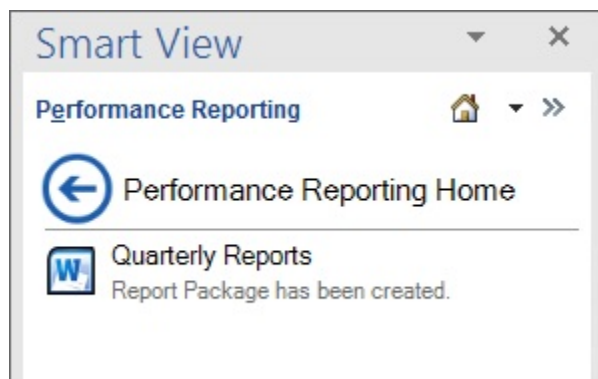 Smart View
Performance Reporting
Performance Reporting Home
W
Quarterly Reports
Report Package has been created.